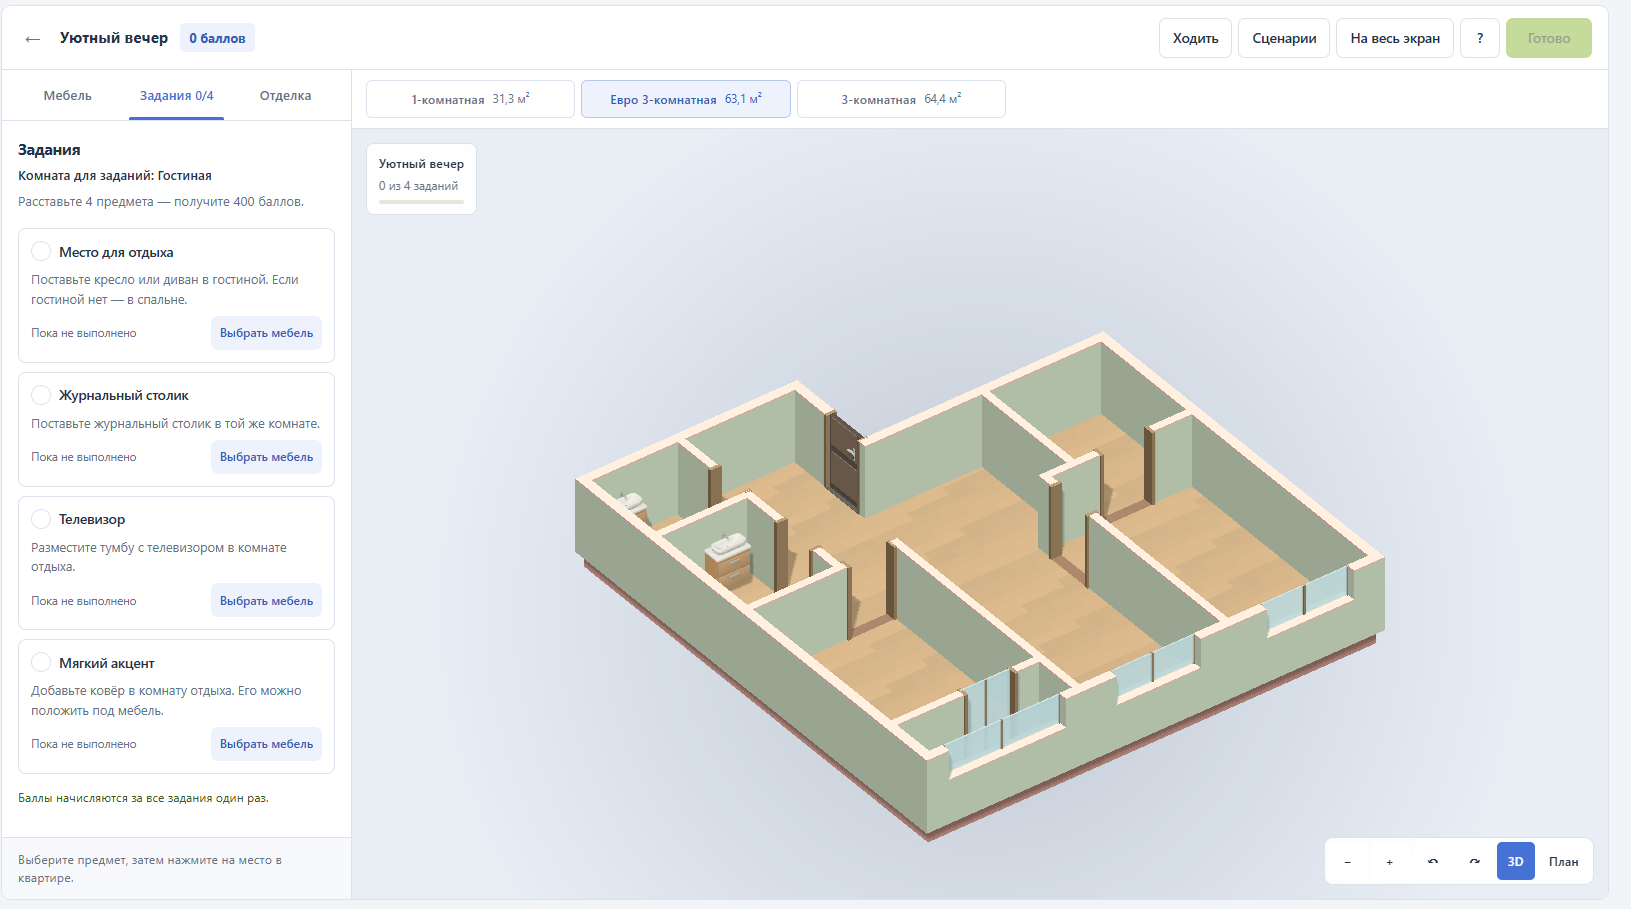 ← Уютный вечер 0 баллов
Ходить Сценарии На весь экран ? Готово
Мебель Задания 0/4 Отделка
1-комнатная 31,3 м²
Евро 3-комнатная 63,1 м²
3-комнатная 64,4 м²
Уютный вечер
0 из 4 заданий
Задания
Комната для заданий: Гостиная
Расставьте 4 предмета — получите 400 баллов.
Место для отдыха
Поставьте кресло или диван в гостиной. Если
гостиной нет — в спальне.
Пока не выполнено Выбрать мебель
Журнальный столик
Поставьте журнальный столик в той же комнате.
Пока не выполнено Выбрать мебель
Телевизор
Разместите тумбу с телевизором в комнате
отдыха.
Пока не выполнено Выбрать мебель
Мягкий акцент
Добавьте ковёр в комнату отдыха. Его можно
положить под мебель.
Пока не выполнено Выбрать мебель
Баллы начисляются за все задания один раз.
Выберите предмет, затем нажмите на место в
квартире.
− + 3D План